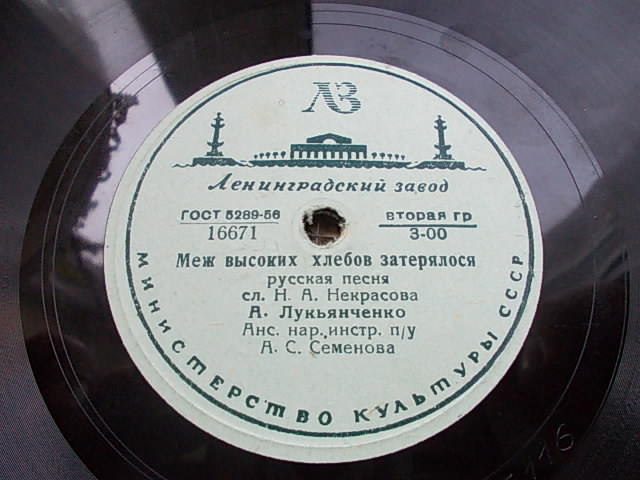 ЛЗ
Ленинградский завод
ГОСТ 5289-56
16671
вторая гр
3-00
Меж высоких хлебов затерялося
русская песня
сл. Н. А. Некрасова
А. Лукьянченко
Анс. нар. инстр. п/у
А. С. Семенова
МИНИСТЕРСТВО КУЛЬТУРЫ СССР